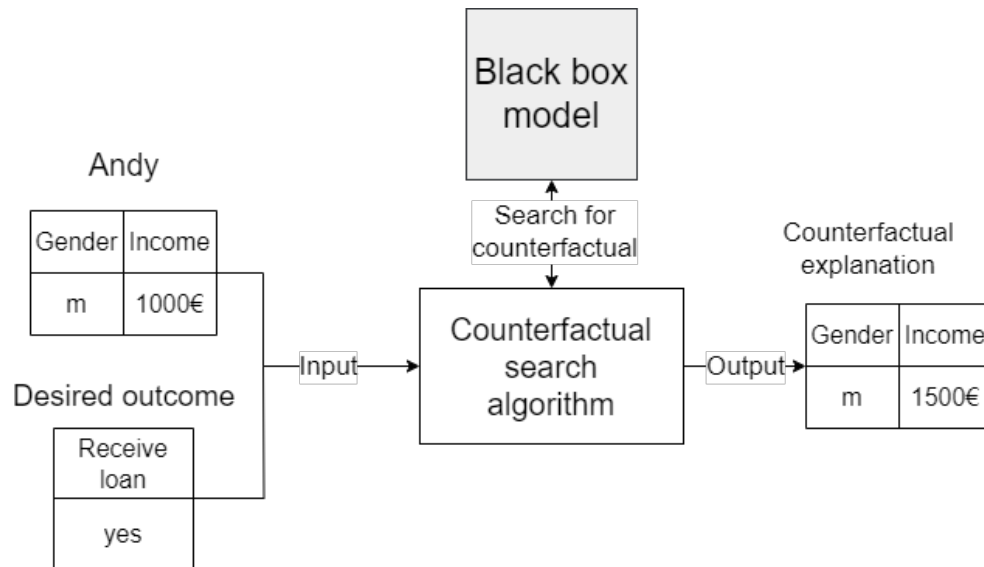 Black box
model
Andy
Gender Income
m 1000€
Search for
counterfactual
Counterfactual
explanation
Gender Income
m 1500€
Input
Counterfactual
search
algorithm
Output
Desired outcome
Receive
loan
yes